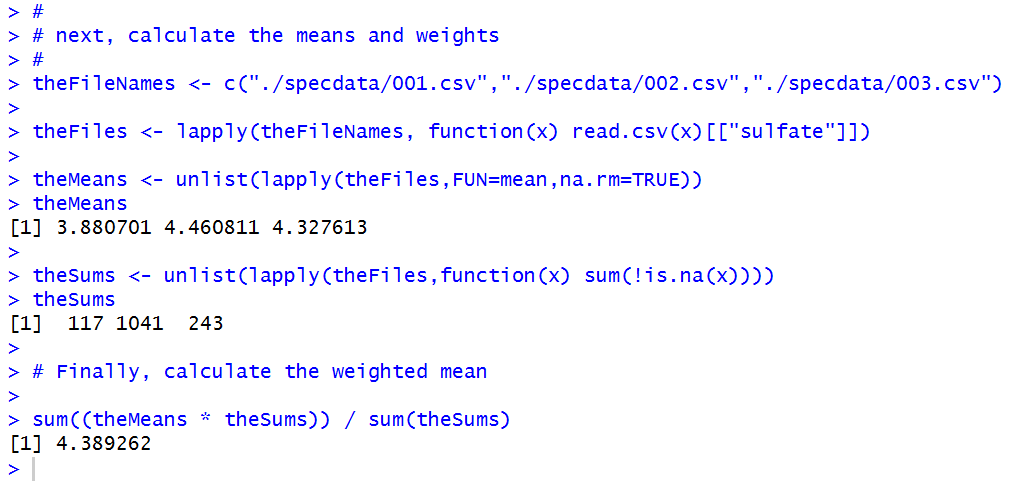 > #
> # next, calculate the means and weights
> #
> theFileNames <- c("./specdata/001.csv","./specdata/002.csv","./specdata/003.csv")
>
> theFiles <- lapply(theFileNames, function(x) read.csv(x)[["sulfate"]])
>
> theMeans <- unlist(lapply(theFiles,FUN=mean,na.rm=TRUE))
> theMeans
[1] 3.880701 4.460811 4.327613
>
> theSums <- unlist(lapply(theFiles,function(x) sum(!is.na(x))))
> theSums
[1]  117 1041  243
>
> # Finally, calculate the weighted mean
>
> sum((theMeans * theSums)) / sum(theSums)
[1] 4.389262
>